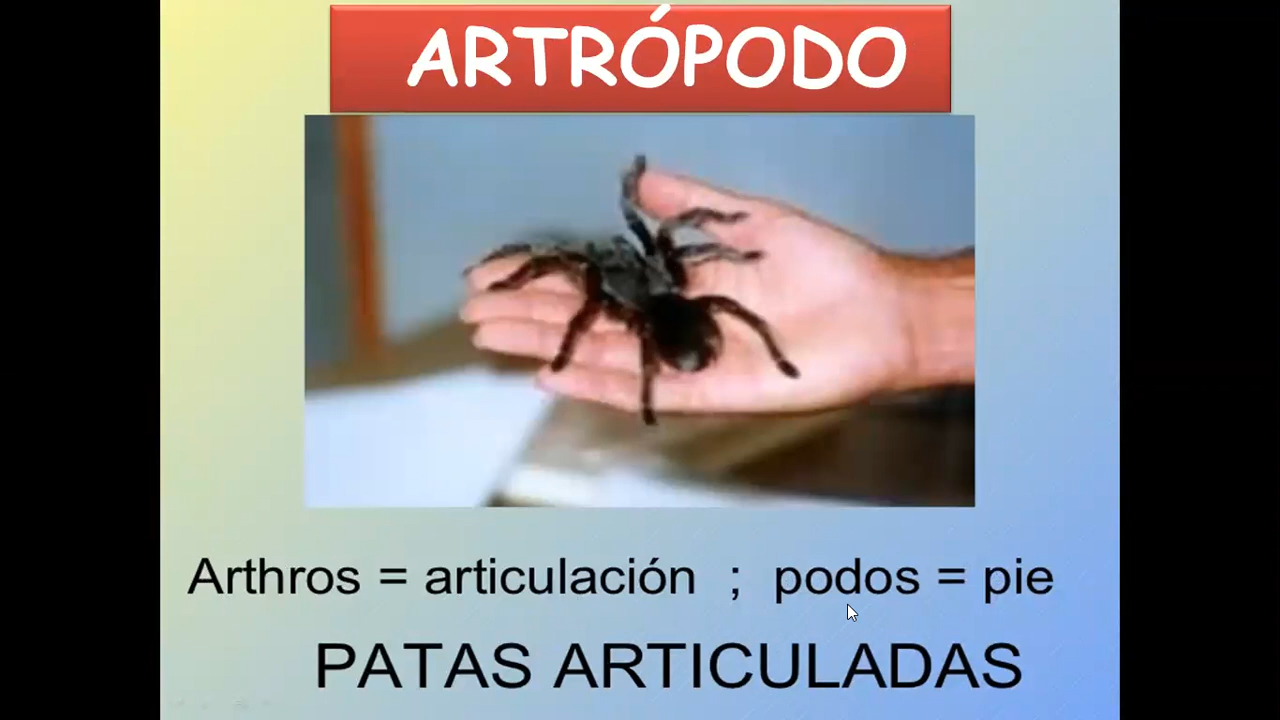 ARTRÓPODO
Arthros = articulación ; podos = pie
PATAS ARTICULADAS